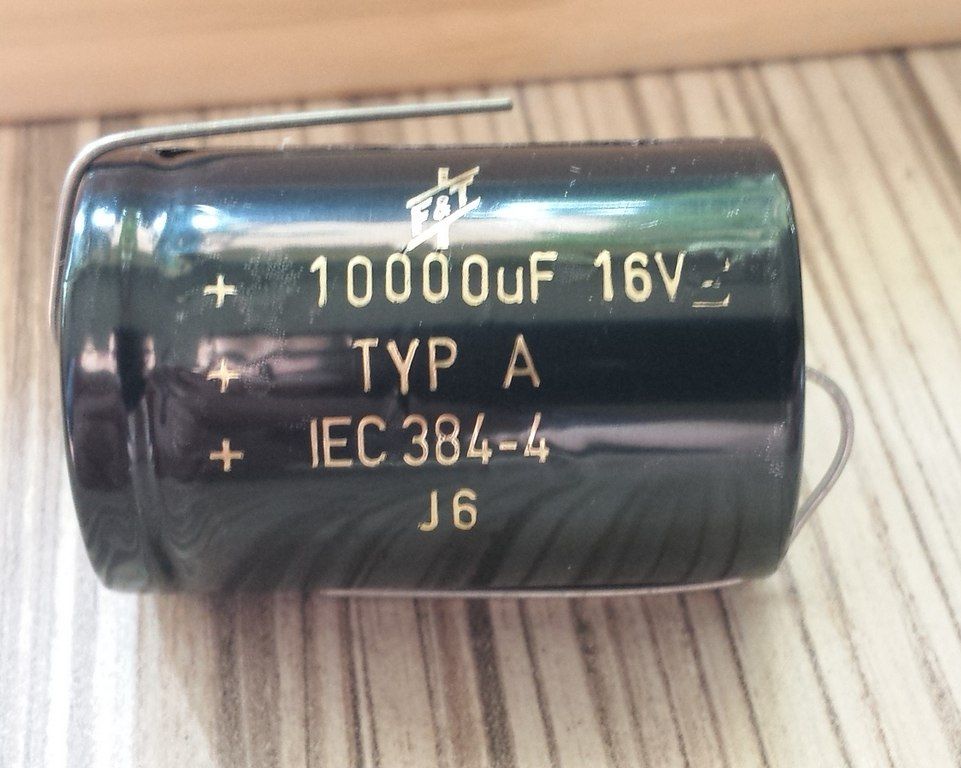 F&T
+ 10000uF 16V
+ TYP A
+ IEC 384-4
J6